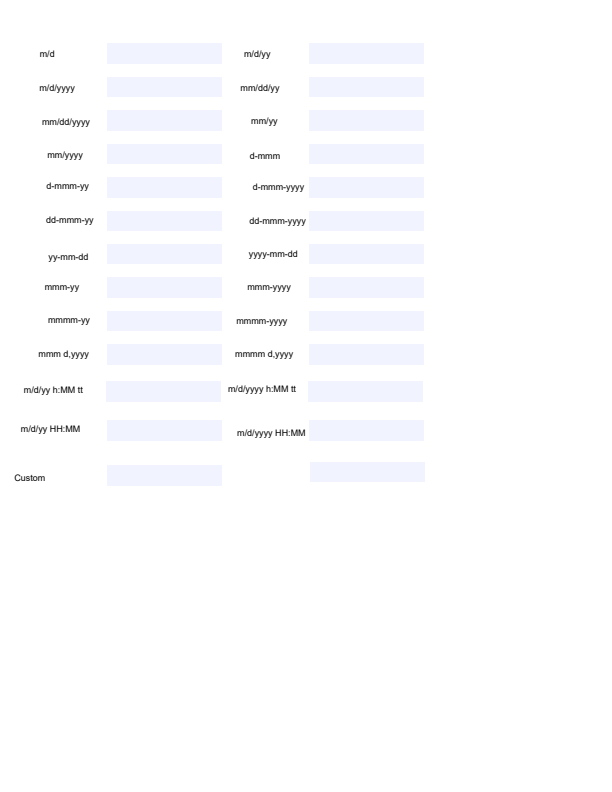 m/d m/d/yy
m/d/yyyy mm/dd/yy
mm/dd/yyyy mm/yy
mm/yyyy d-mmm
d-mmm-yy d-mmm-yyyy
dd-mmm-yy dd-mmm-yyyy
yy-mm-dd yyyy-mm-dd
mmm-yy mmm-yyyy
mmmm-yy mmmm-yyyy
mmm d,yyyy mmmm d,yyyy
m/d/yy h:MM tt m/d/yyyy h:MM tt
m/d/yy HH:MM m/d/yyyy HH:MM
Custom